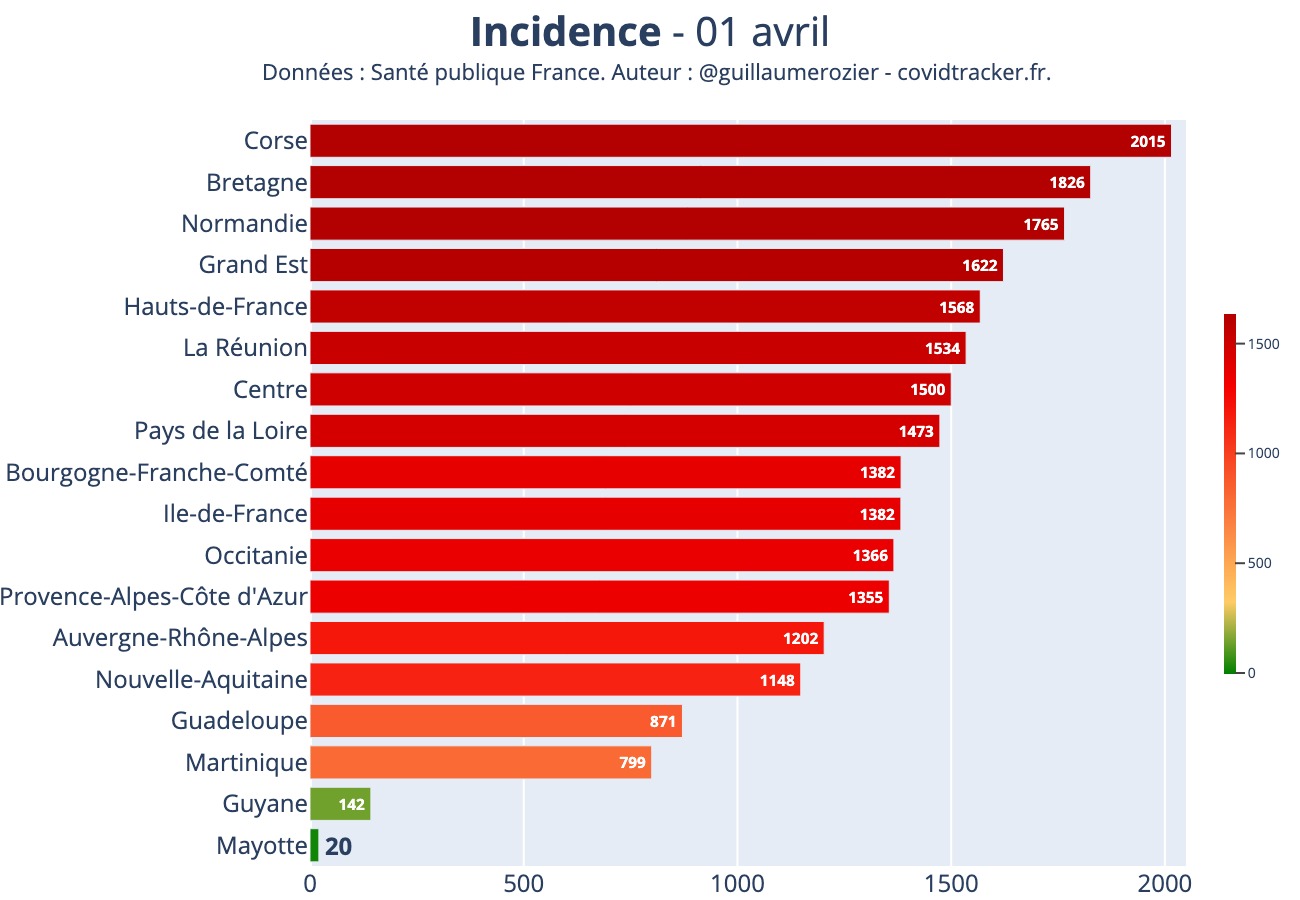 Incidence - 01 avril
Données : Santé publique France. Auteur : @guillaumerozier - covidtracker.fr.
Corse 2015
Bretagne 1826
Normandie 1765
Grand Est 1622
Hauts-de-France 1568
La Réunion 1534
Centre 1500
Pays de la Loire 1473
Bourgogne-Franche-Comté 1382
Ile-de-France 1382
Occitanie 1366
Provence-Alpes-Côte d'Azur 1355
Auvergne-Rhône-Alpes 1202
Nouvelle-Aquitaine 1148
Guadeloupe 871
Martinique 799
Guyane 142
Mayotte 20
0 500 1000 1500 2000
1500
1000
500
0